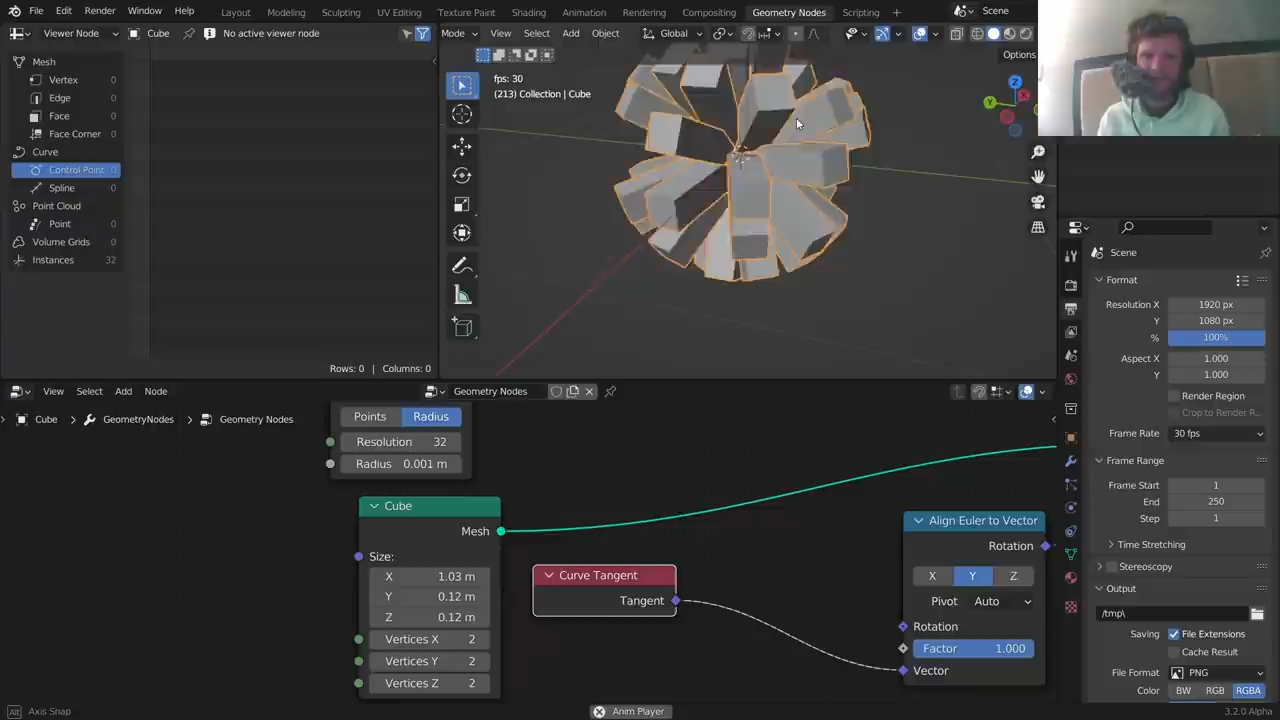 File Edit Render Window Help Layout Modeling Sculpting UV Editing Texture Paint Shading Animation Rendering Compositing Geometry Nodes Scripting + Scene
Viewer Node Cube No active viewer node
Mode View Select Add Object Global
Options
Mesh
Vertex 0
Edge 0
Face 0
Face Corner 0
Curve
Control Point 0
Spline 0
Point Cloud
Point 0
Volume Grids 0
Instances 32
Rows: 0 | Columns: 0
fps: 30
(213) Collection | Cube
Z
X
Y
View Select Add Node Geometry Nodes
Cube > GeometryNodes > Geometry Nodes
Points Radius
Resolution 32
Radius 0.001 m
Cube
Mesh
Size:
X 1.03 m
Y 0.12 m
Z 0.12 m
Vertices X 2
Vertices Y 2
Vertices Z 2
Curve Tangent
Tangent
Align Euler to Vector
Rotation
X Y Z
Pivot Auto
Rotation
Factor 1.000
Vector
Scene
Format
Resolution X 1920 px
Y 1080 px
% 100%
Aspect X 1.000
Y 1.000
Render Region
Crop to Render R...
Frame Rate 30 fps
Frame Range
Frame Start 1
End 250
Step 1
Time Stretching
Stereoscopy
Output
/tmp\
Saving File Extensions
Cache Result
File Format PNG
Color BW RGB RGBA
Alt Axis Snap
Anim Player
3.2.0 Alpha